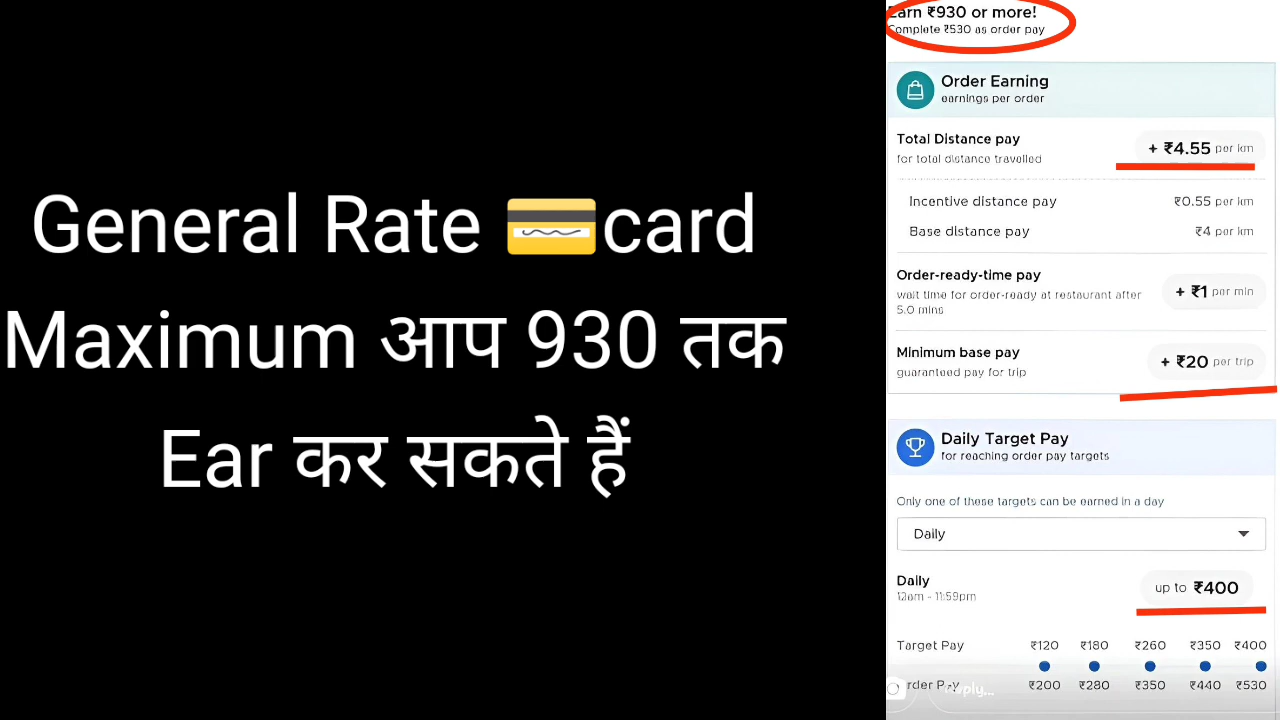 General Rate 💳card
Maximum आप 930 तक
Ear कर सकते हैं
Earn ₹930 or more!
Complete ₹530 as order pay
Order Earning
earnings per order
Total Distance pay
for total distance travelled
+ ₹4.55 per km
Incentive distance pay ₹0.55 per km
Base distance pay ₹4 per km
Order-ready-time pay
wait time for order-ready at restaurant after
5.0 mins
+ ₹1 per min
Minimum base pay
guaranteed pay for trip
+ ₹20 per trip
Daily Target Pay
for reaching order pay targets
Only one of these targets can be earned in a day
Daily
Daily
12am - 11:59pm
up to ₹400
Target Pay ₹120 ₹180 ₹260 ₹350 ₹400
Order Pay ₹200 ₹280 ₹350 ₹440 ₹530